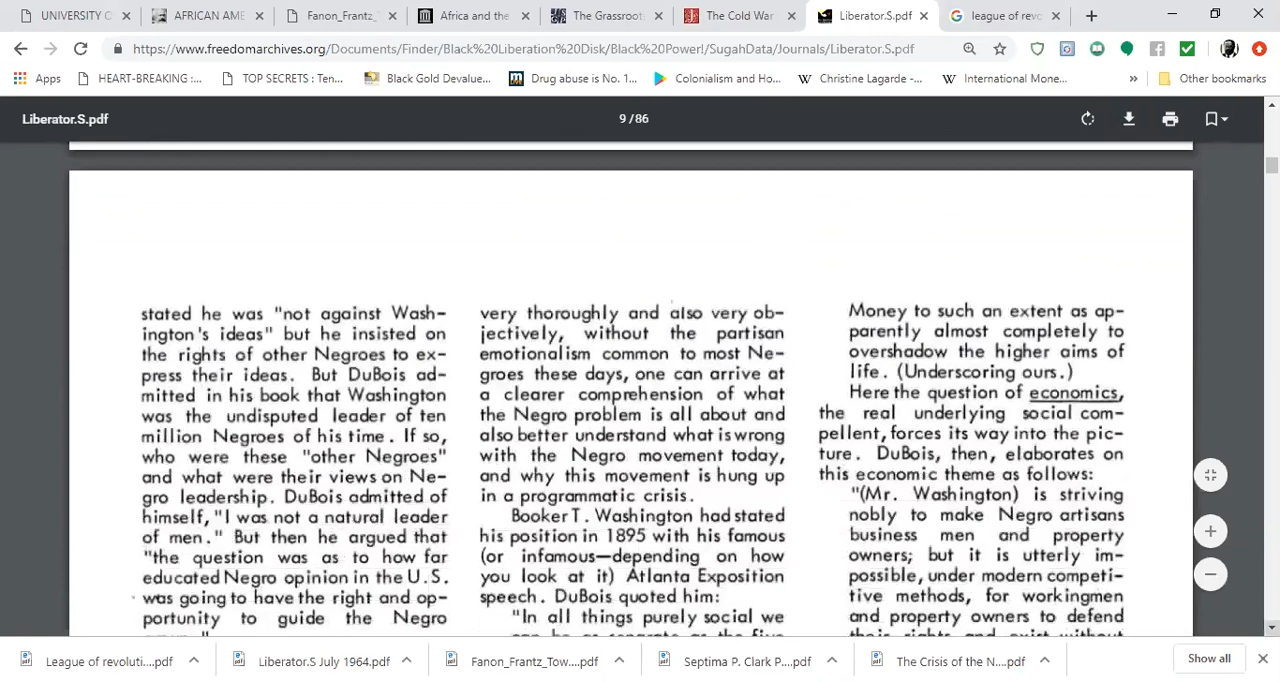 UNIVERSITY C
AFRICAN AME
Fanon_Frantz_
Africa and the
The Grassroot
The Cold War
Liberator.S.pdf
league of revo
https://www.freedomarchives.org/Documents/Finder/Black%20Liberation%20Disk/Black%20Power!/SugahData/Journals/Liberator.S.pdf
Apps
HEART-BREAKING :...
TOP SECRETS : Ten...
Black Gold Devalue...
Drug abuse is No. 1...
Colonialism and Ho...
Christine Lagarde -...
International Mone...
»
Other bookmarks
Liberator.S.pdf
9 / 86
stated he was "not against Wash-
ington's ideas" but he insisted on
the rights of other Negroes to ex-
press their ideas. But DuBois ad-
mitted in his book that Washington
was the undisputed leader of ten
million Negroes of his time. If so,
who were these "other Negroes"
and what were their views on Ne-
gro leadership. DuBois admitted of
himself, "I was not a natural leader
of men." But then he argued that
"the question was as to how far
educated Negro opinion in the U.S.
was going to have the right and op-
portunity to guide the Negro
very thoroughly and also very ob-
jectively, without the partisan
emotionalism common to most Ne-
groes these days, one can arrive at
a clearer comprehension of what
the Negro problem is all about and
also better understand what is wrong
with the Negro movement today,
and why this movement is hung up
in a programmatic crisis.
Booker T. Washington had stated
his position in 1895 with his famous
(or infamous—depending on how
you look at it) Atlanta Exposition
speech. DuBois quoted him:
"In all things purely social we
can be as separate as the five
Money to such an extent as ap-
parently almost completely to
overshadow the higher aims of
life. (Underscoring ours.)
Here the question of economics,
the real underlying social com-
pellent, forces its way into the pic-
ture. DuBois, then, elaborates on
this economic theme as follows:
"(Mr. Washington) is striving
nobly to make Negro artisans
business men and property
owners; but it is utterly im-
possible, under modern competi-
tive methods, for workingmen
and property owners to defend
their rights and exist without
League of revoluti....pdf
Liberator.S July 1964.pdf
Fanon_Frantz_Tow....pdf
Septima P. Clark P....pdf
The Crisis of the N....pdf
Show all